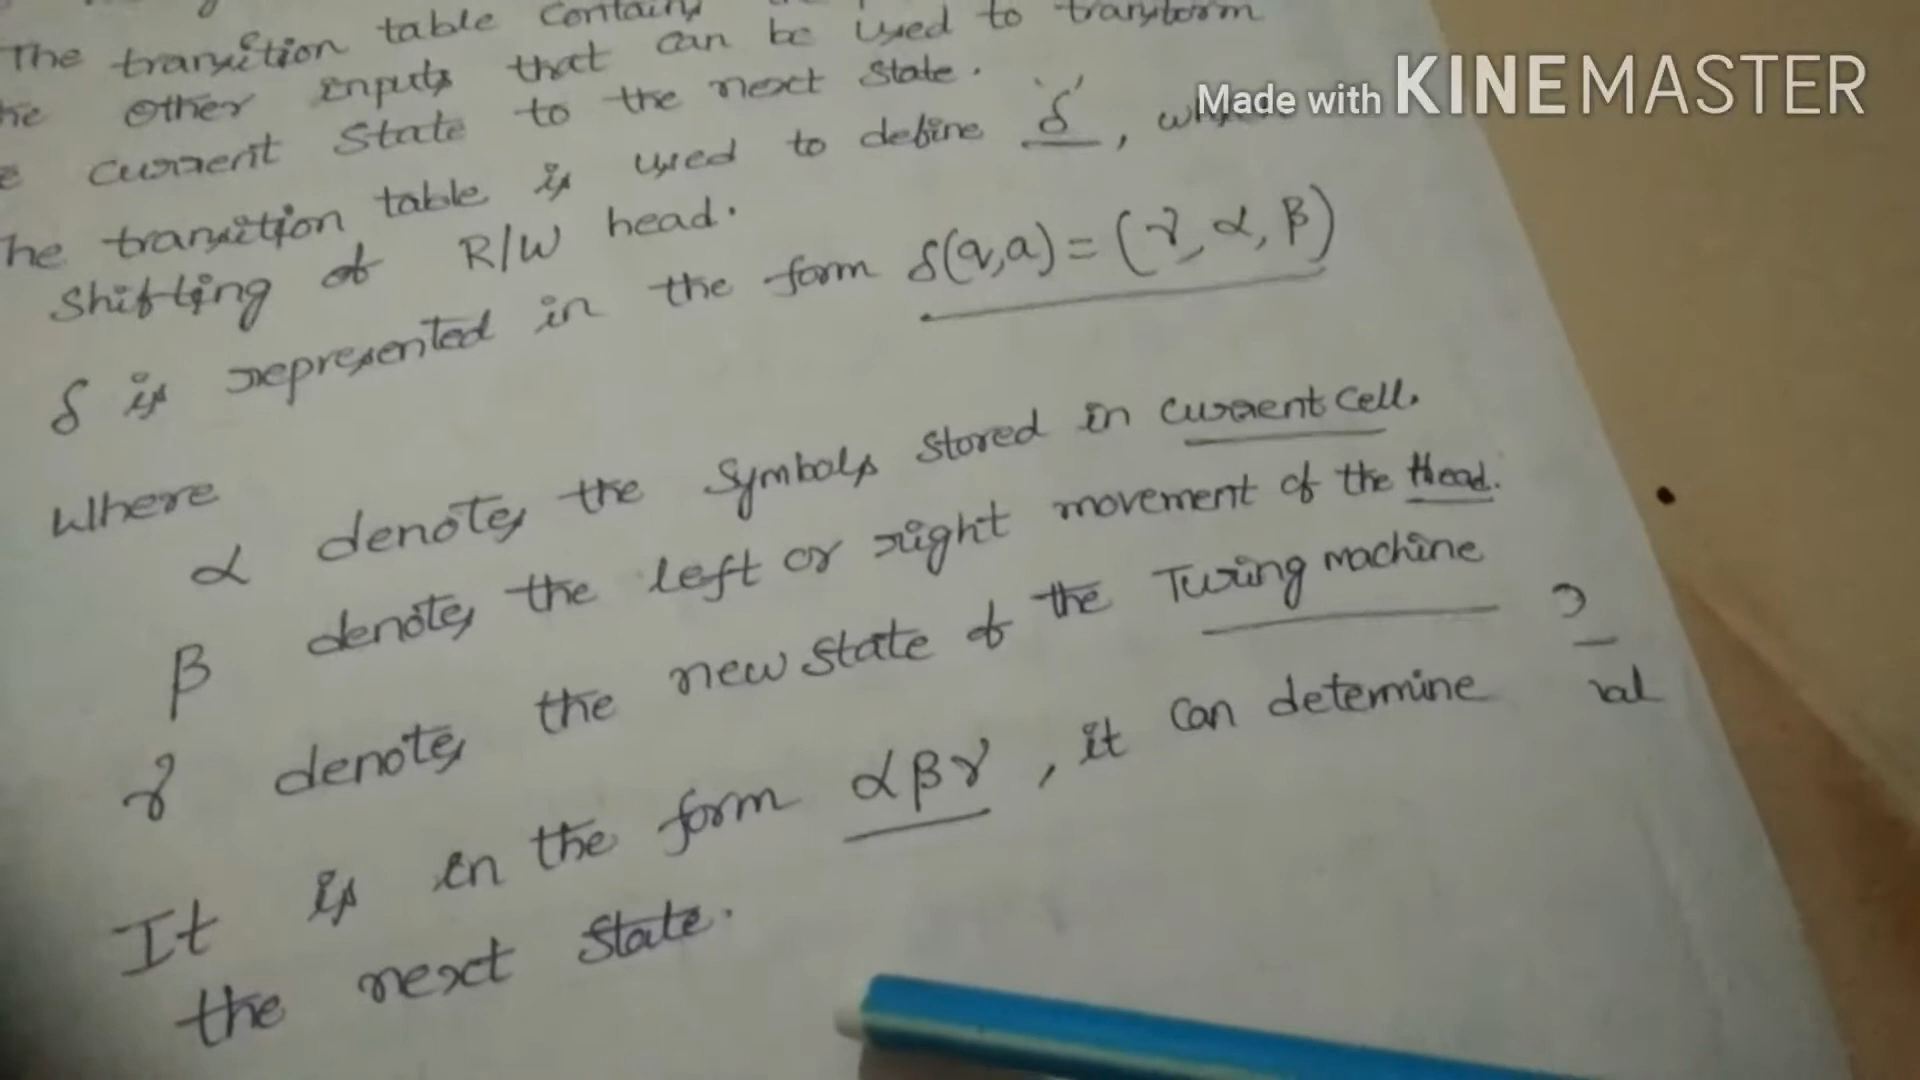 The transition table contains
other inputs that can be used to transform
current state to the next state.
The transition table is used to define 'δ',
Shifting of R/W head.
δ is represented in the form δ(q,a) = (γ, α, β)
Where
α denotes the symbols stored in current cell.
β denotes the left or right movement of the Head.
γ denotes the new state of the Turing machine
It is in the form αβγ, it can determine
the next state.
Made with KINEMASTER